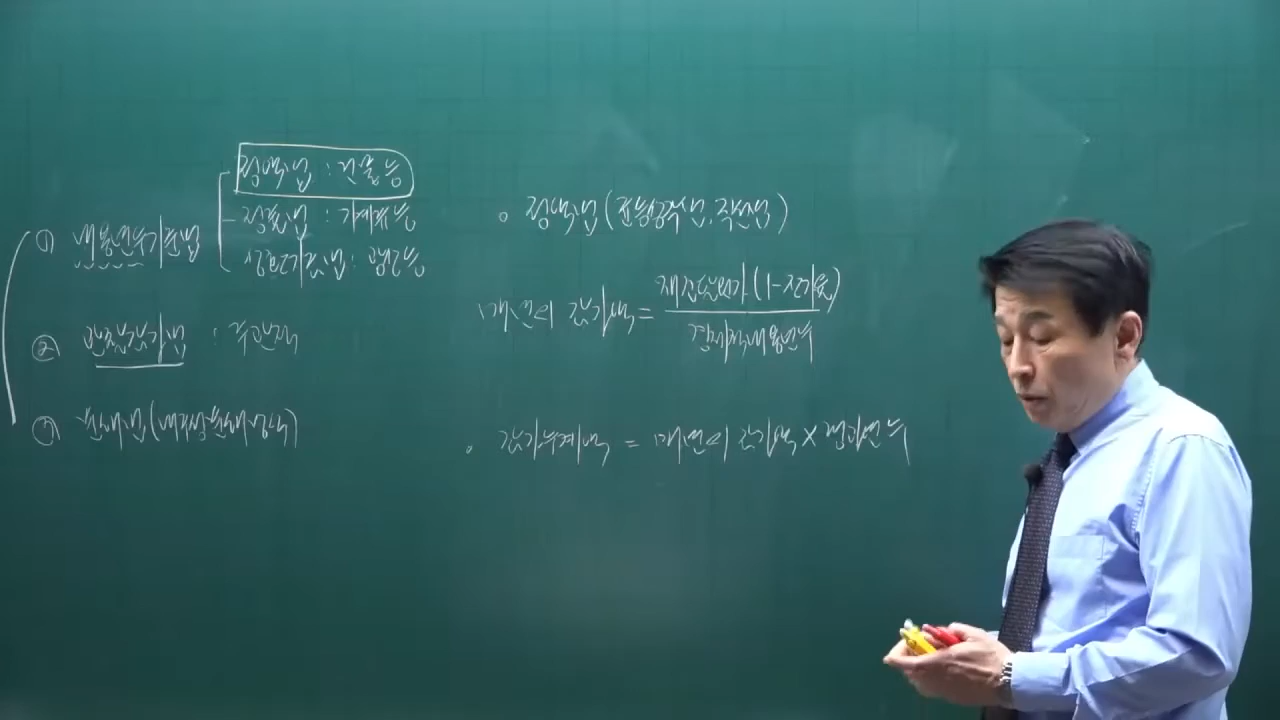 정액법 : 건물 등
정률법 : 기계류 등
① 내용연수기준법
상환기금법 : 광산 등
② 관찰감가법 : 주관개
③ 분해법(내구성분해방식)
○ 정액법(균등상각법, 직선법)
매년의 감가액 = 재조달원가(1-잔가율)
경제적내용연수
. 감가누계액 = 매년의 감가액 × 경과연수